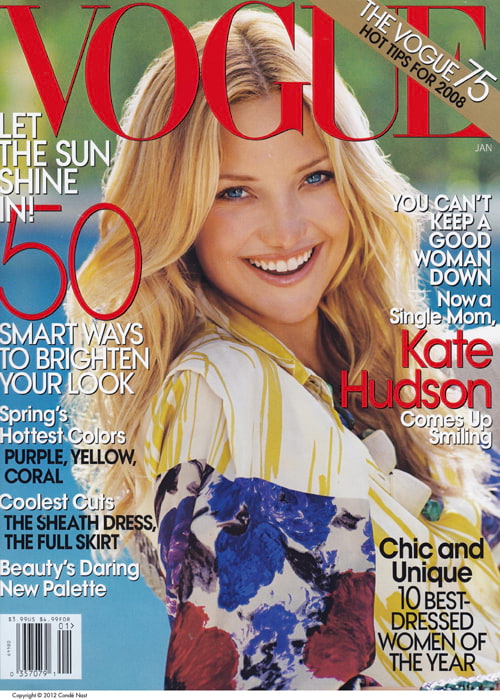 VOGUE
THE VOGUE 75
HOT TIPS FOR 2008
JAN
LET
THE SUN
SHINE
IN!
50
SMART WAYS
TO BRIGHTEN
YOUR LOOK
Spring's
Hottest Colors
PURPLE, YELLOW,
CORAL
Coolest Cuts
THE SHEATH DRESS,
THE FULL SKIRT
Beauty's Daring
New Palette
YOU CAN'T
KEEP A
GOOD
WOMAN
DOWN
Now a
Single Mom,
Kate
Hudson
Comes Up
Smiling
Chic and
Unique
10 BEST-
DRESSED
WOMEN OF
THE YEAR
$3.99US $4.99FOR
01>
0 357079 1
Copyright © 2012 Condé Nast